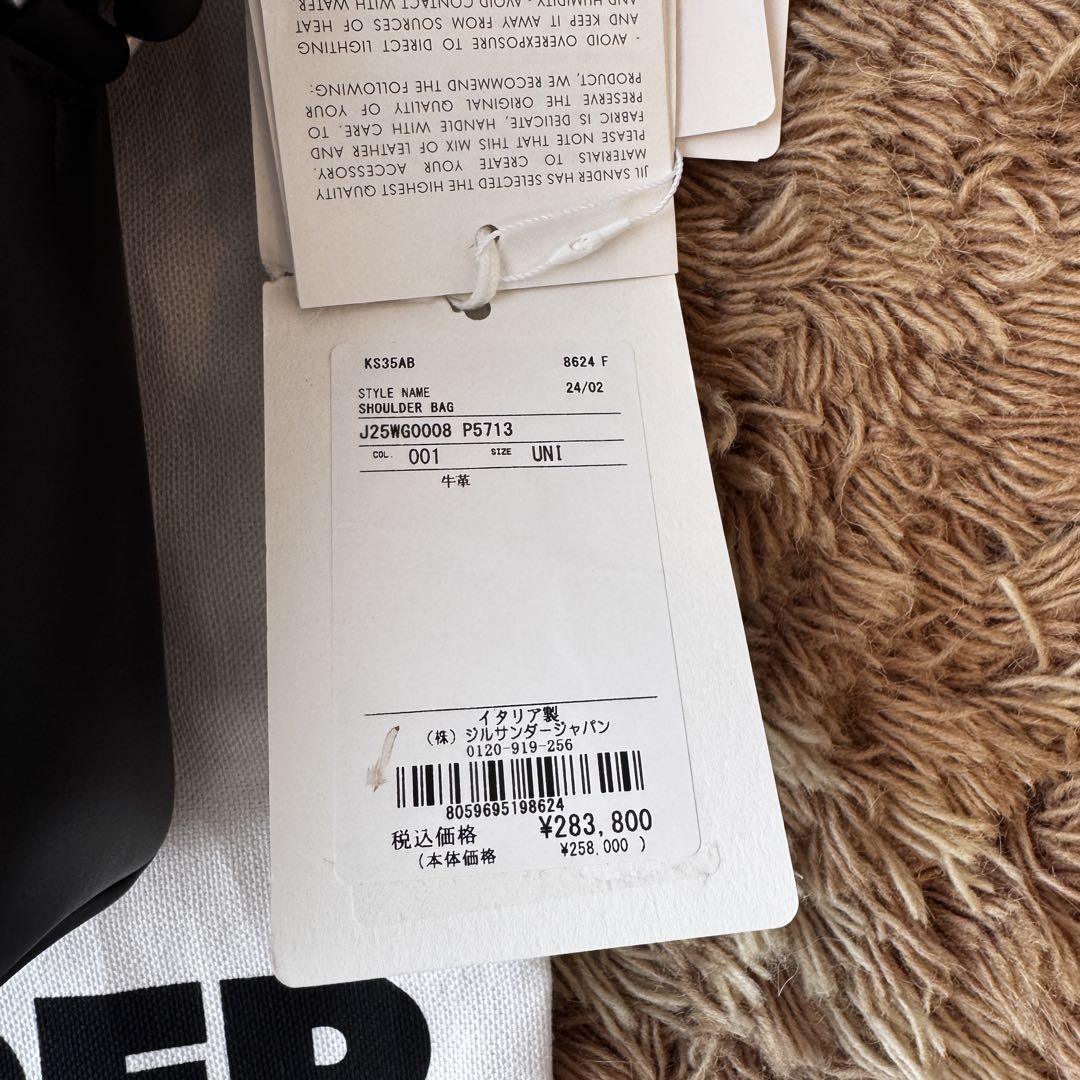 JIL SANDER HAS SELECTED THE HIGHEST QUALITY
MATERIALS TO CREATE YOUR ACCESSORY.
PLEASE NOTE THAT THIS MIX OF LEATHER AND
FABRIC IS DELICATE, HANDLE WITH CARE. TO
PRESERVE THE ORIGINAL QUALITY OF YOUR
PRODUCT, WE RECOMMEND THE FOLLOWING:
- AVOID OVEREXPOSURE TO DIRECT LIGHTING
AND KEEP IT AWAY FROM SOURCES OF HEAT
AND HUMIDITY - AVOID CONTACT WITH WATER
KS35AB 8624 F
STYLE NAME 24/02
SHOULDER BAG
J25WG0008 P5713
COL. 001 SIZE UNI
牛革
イタリア製
(株) ジルサンダージャパン
0120-919-256
8059695198624
税込価格 ¥283,800
(本体価格 ¥258,000 )
DER